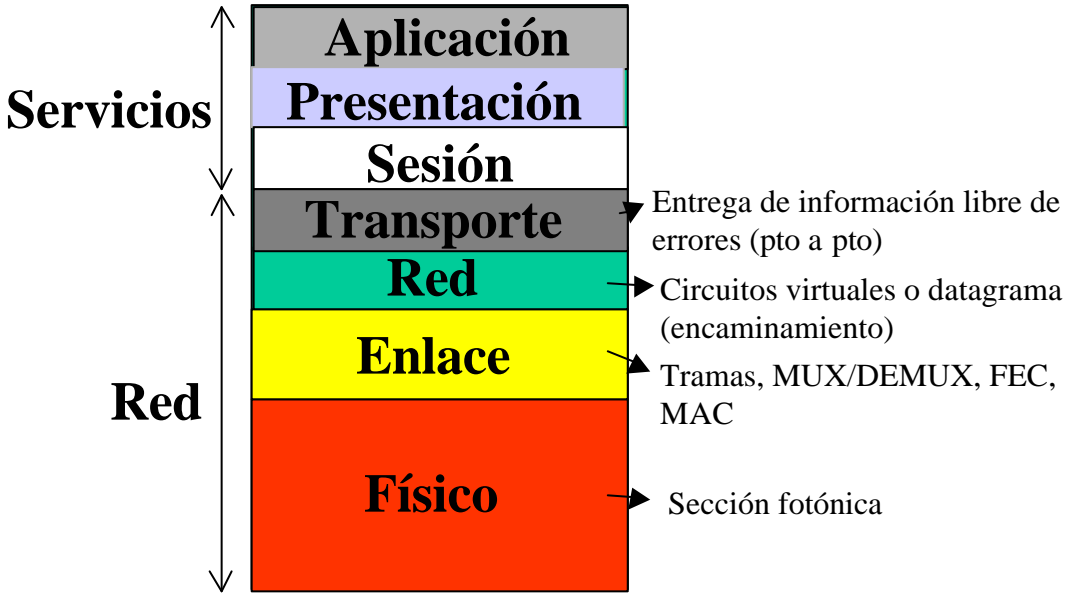 Servicios
Red
Aplicación
Presentación
Sesión
Transporte
Red
Enlace
Físico
Entrega de información libre de
errores (pto a pto)
Circuitos virtuales o datagrama
(encaminamiento)
Tramas, MUX/DEMUX, FEC,
MAC
Sección fotónica